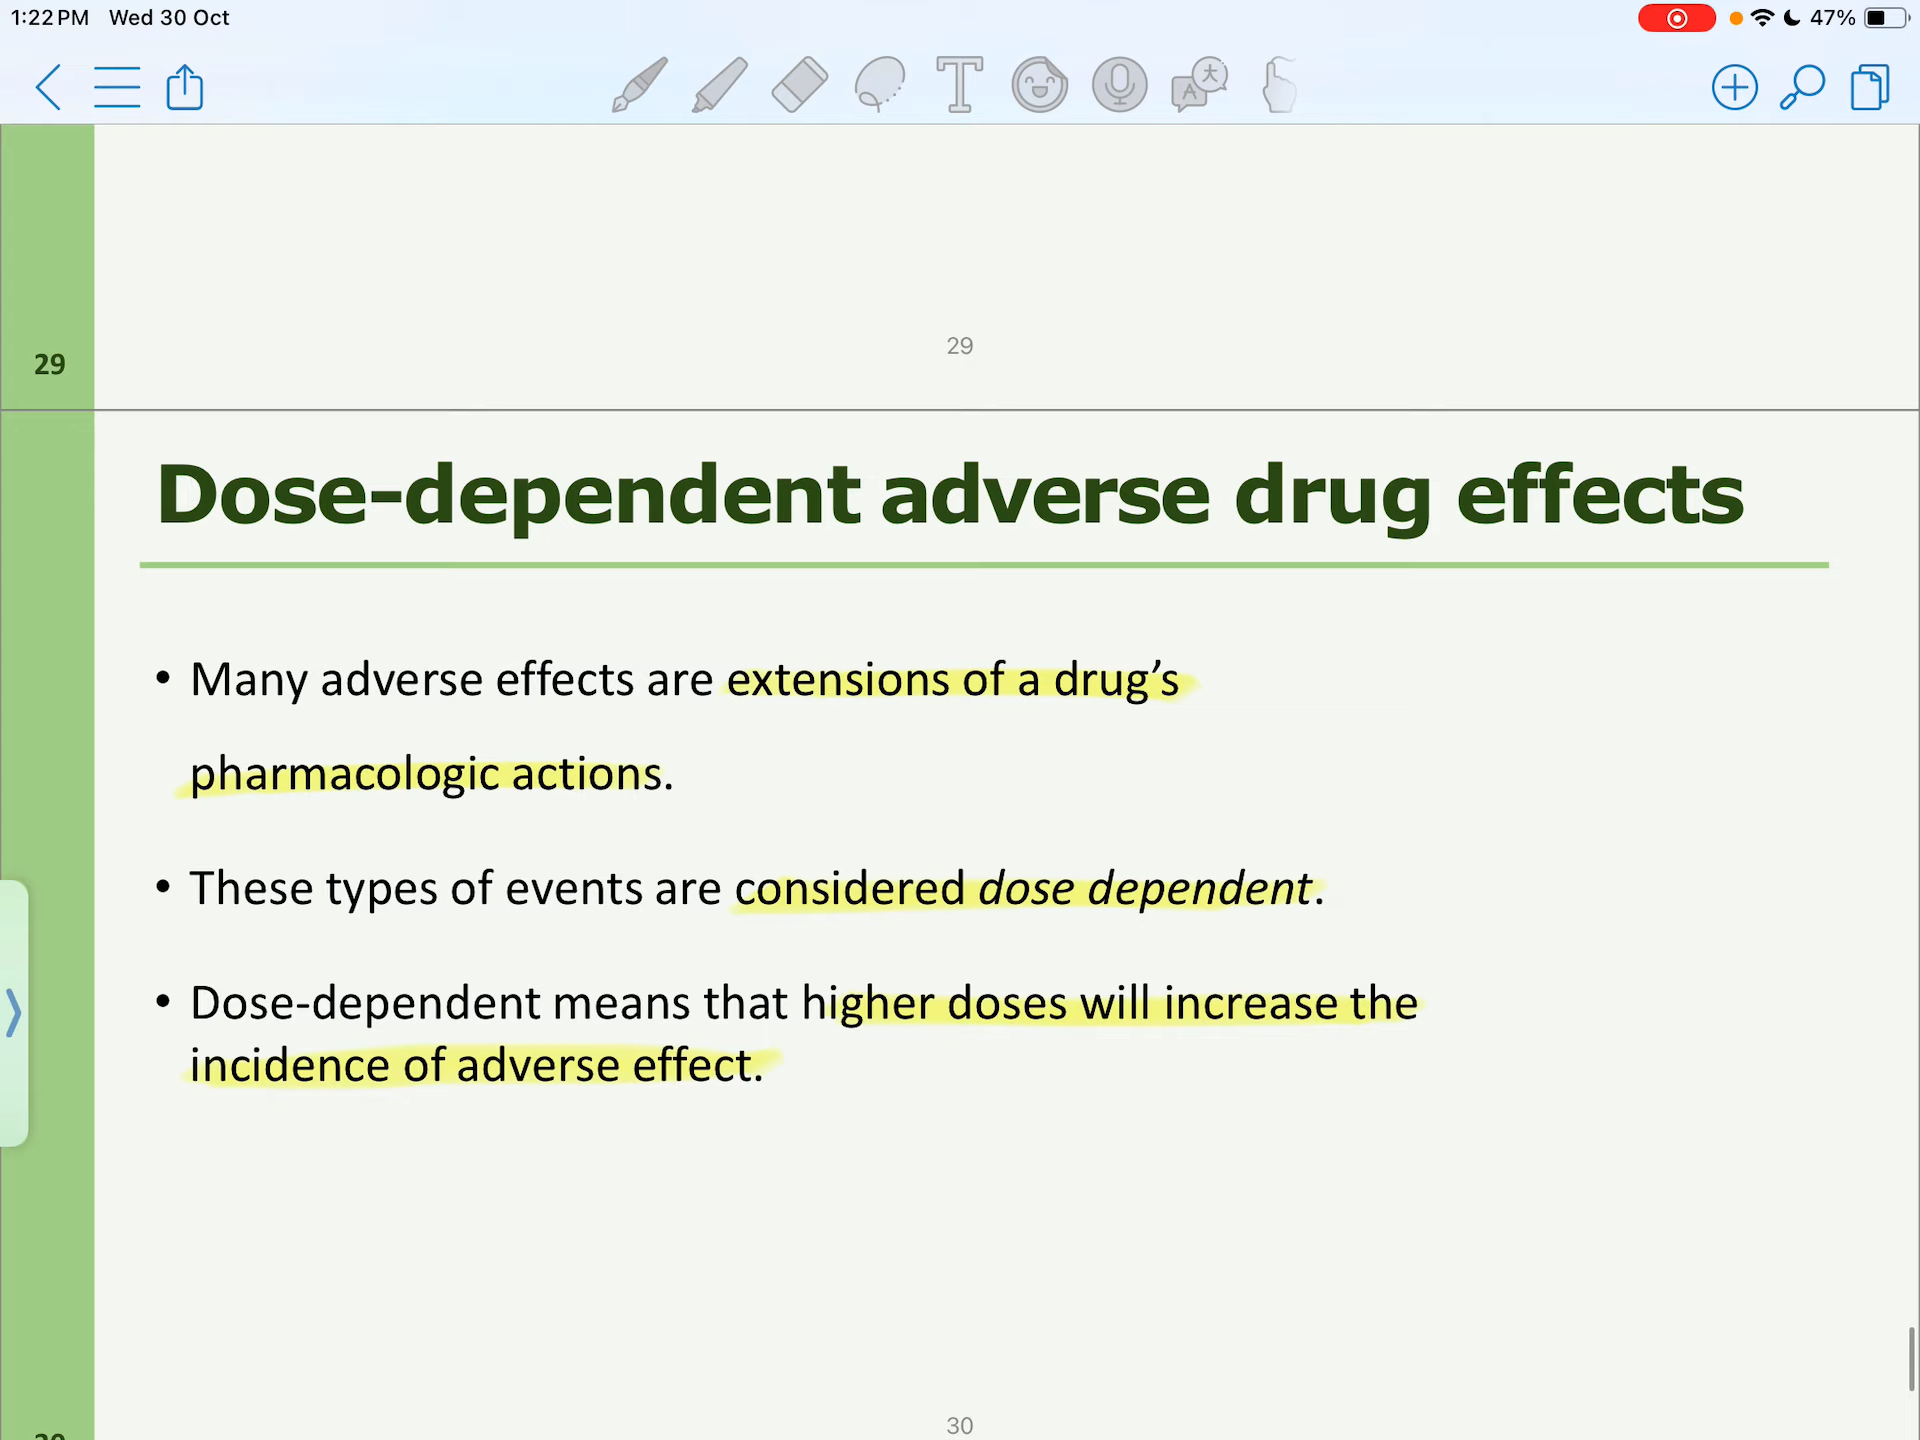 1:22 PM Wed 30 Oct
47%
29
29
Dose-dependent adverse drug effects
• Many adverse effects are extensions of a drug’s
pharmacologic actions.
• These types of events are considered dose dependent.
• Dose-dependent means that higher doses will increase the
incidence of adverse effect.
30